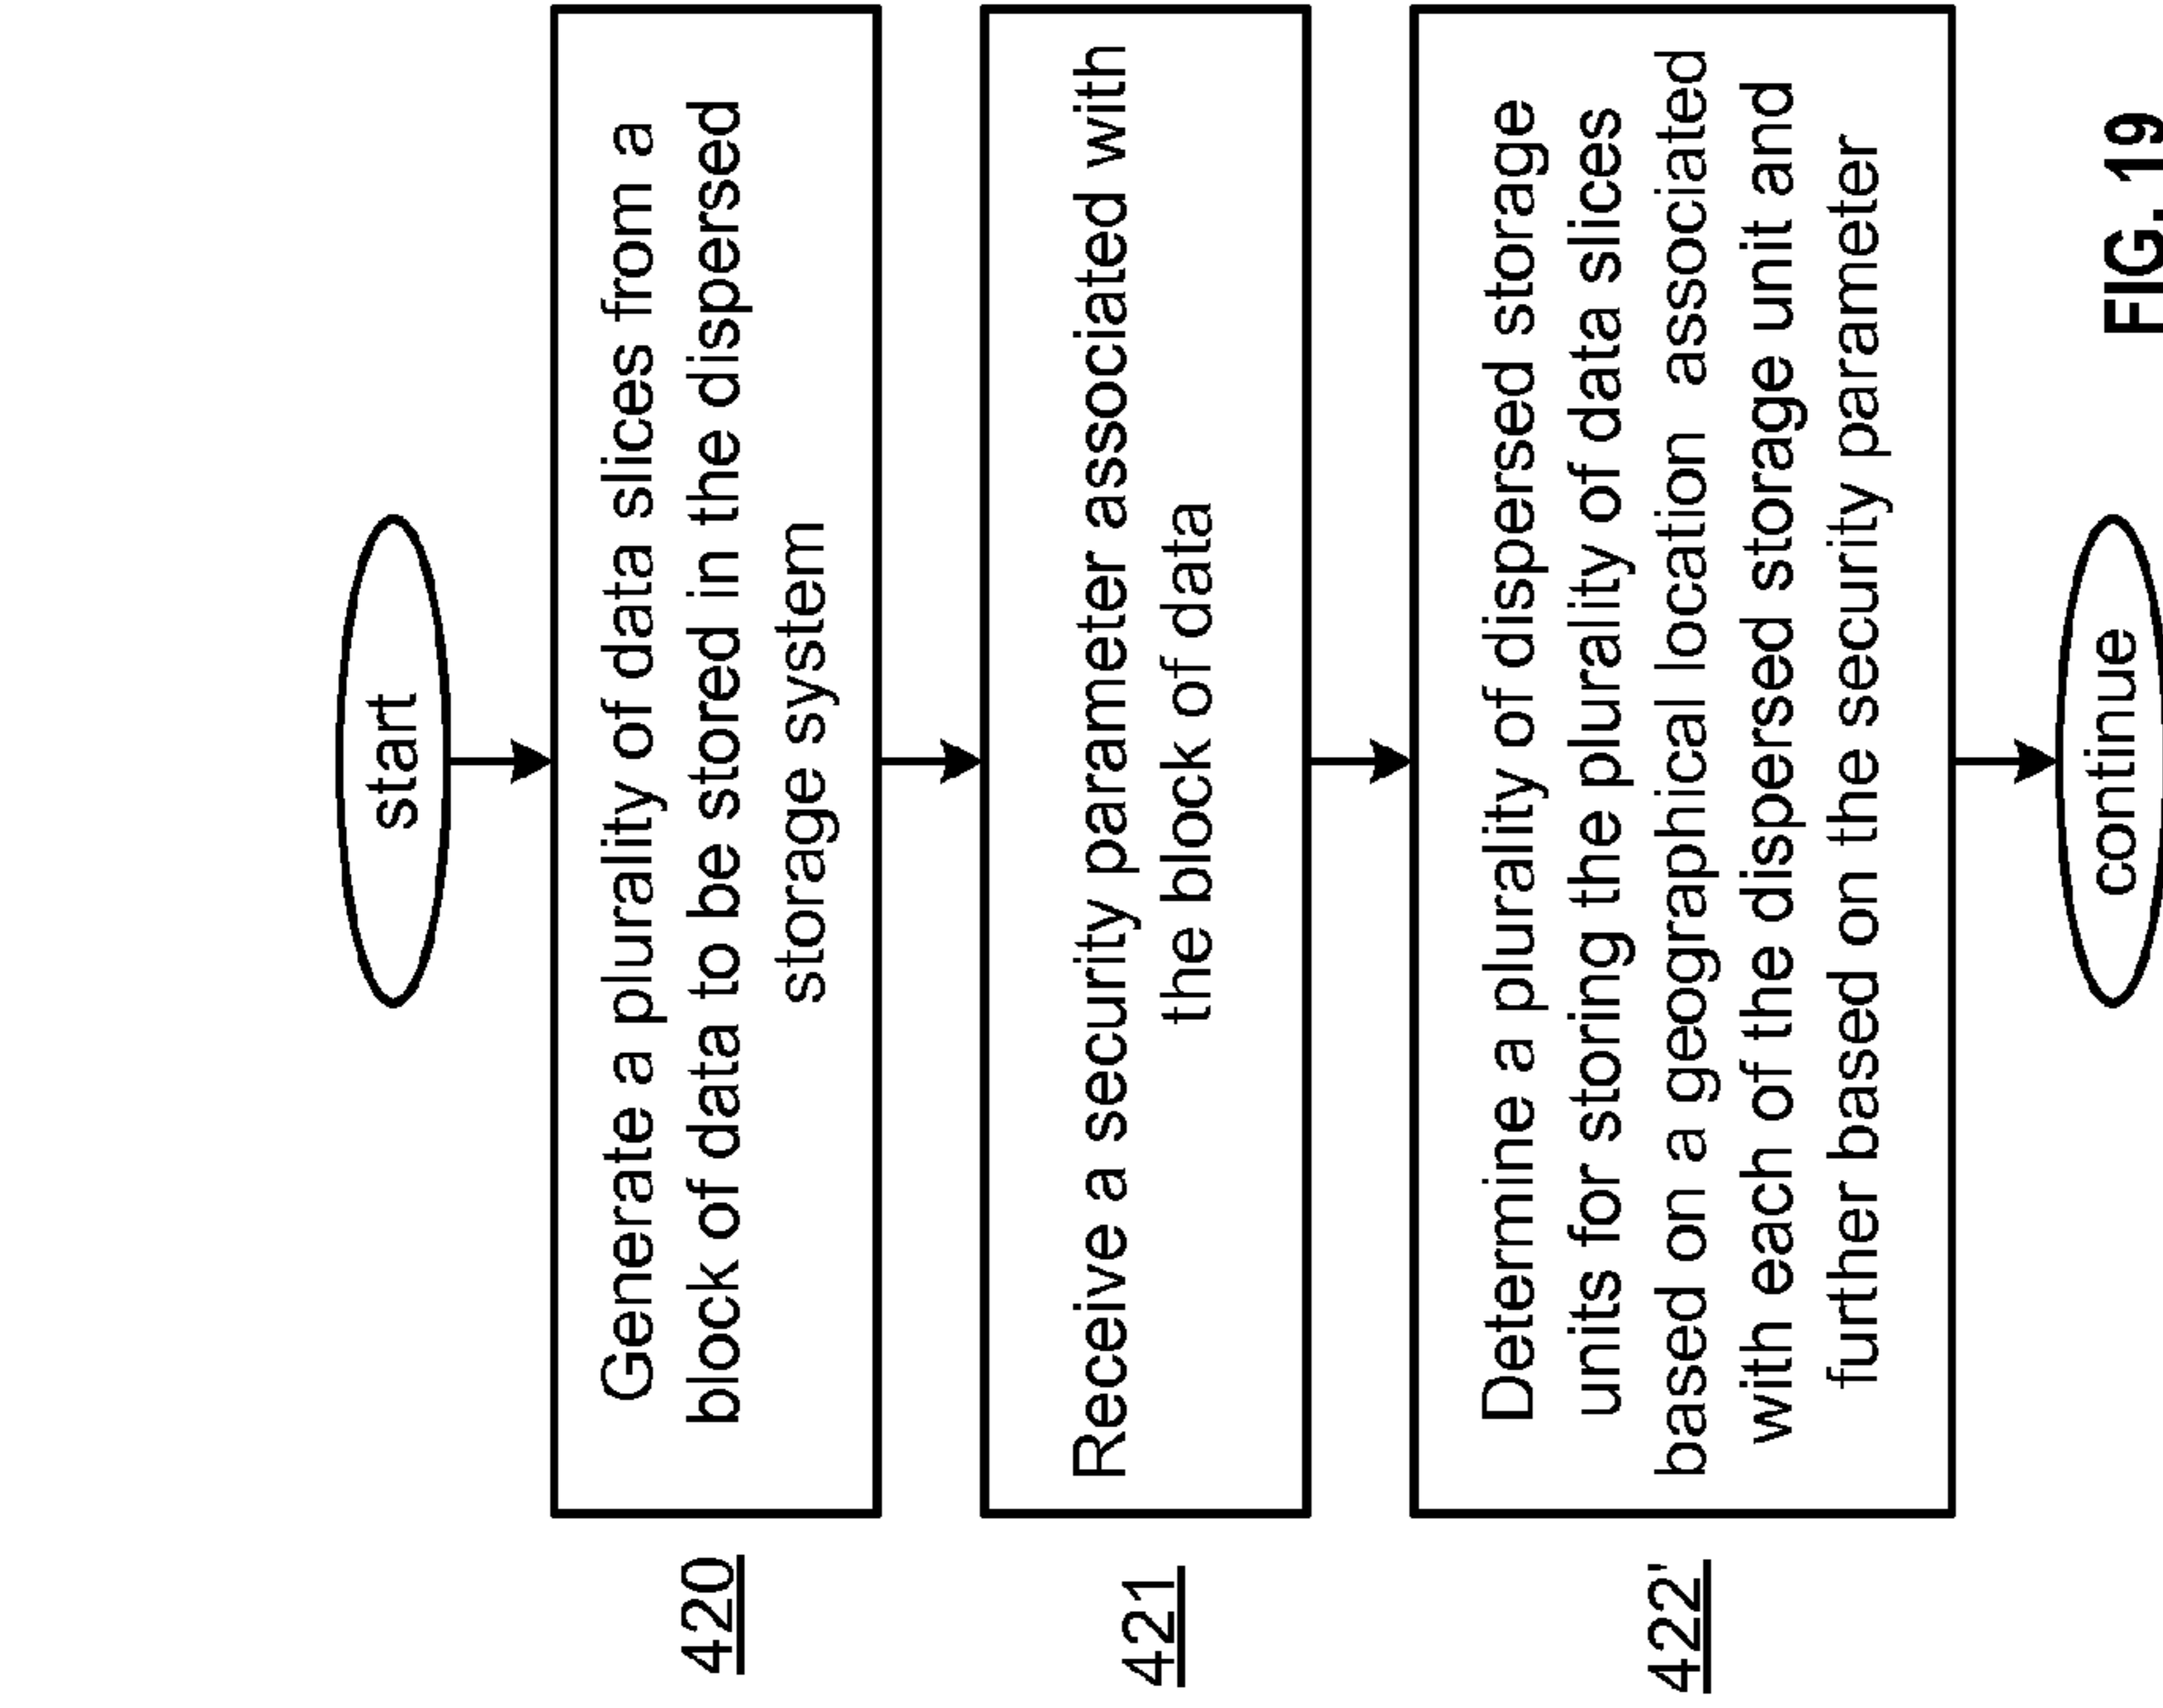 start
420
Generate a plurality of data slices from a
block of data to be stored in the dispersed
storage system
421
Receive a security parameter associated with
the block of data
422'
Determine a plurality of dispersed storage
units for storing the plurality of data slices
based on a geographical location associated
with each of the dispersed storage unit and
further based on the security parameter
continue
FIG. 19